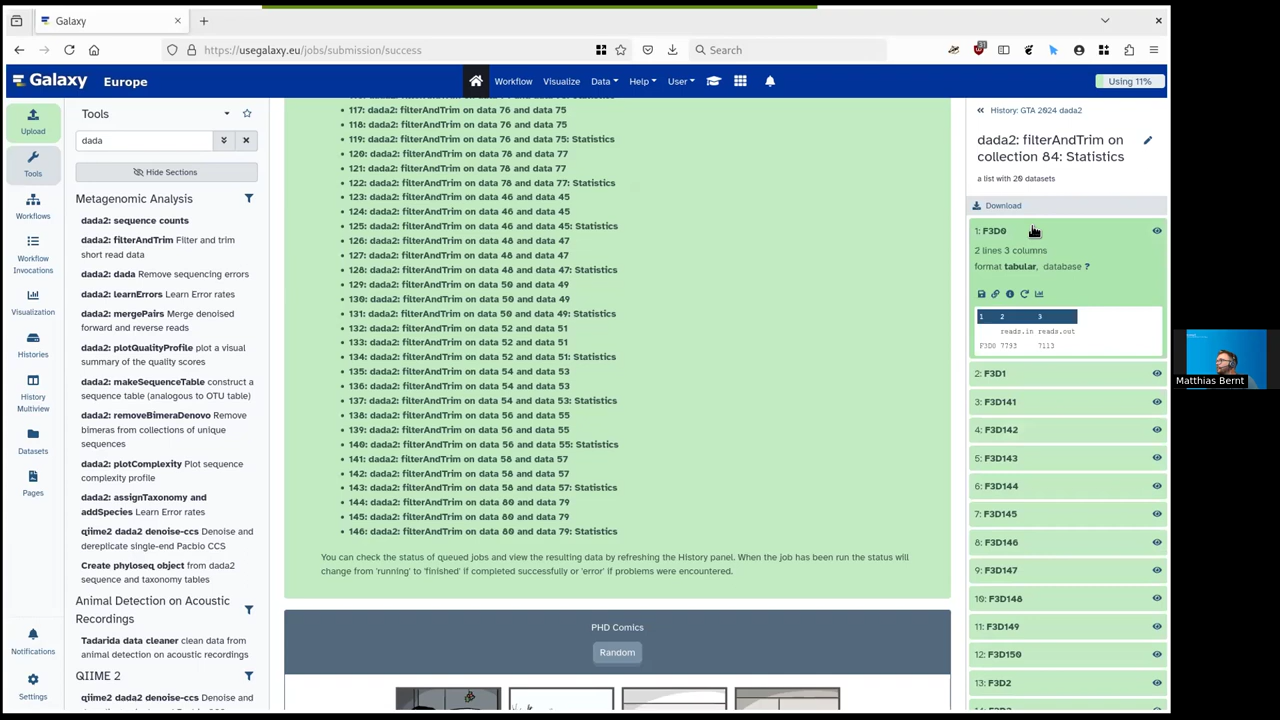 Galaxy
https://usegalaxy.eu/jobs/submission/success
Search
Galaxy Europe
Workflow Visualize Data Help User
Using 11%
Upload
Tools
Workflows
Workflow
Invocations
Visualization
Histories
History
Multiview
Datasets
Pages
Notifications
Settings
Tools
dada
Hide Sections
Metagenomic Analysis
dada2: sequence counts
dada2: filterAndTrim Filter and trim
short read data
dada2: dada Remove sequencing errors
dada2: learnErrors Learn Error rates
dada2: mergePairs Merge denoised
forward and reverse reads
dada2: plotQualityProfile plot a visual
summary of the quality scores
dada2: makeSequenceTable construct a
sequence table (analogous to OTU table)
dada2: removeBimeraDenovo Remove
bimeras from collections of unique
sequences
dada2: plotComplexity Plot sequence
complexity profile
dada2: assignTaxonomy and
addSpecies Learn Error rates
qiime2 dada2 denoise-ccs Denoise and
dereplicate single-end Pacbio CCS
Create phyloseq object from dada2
sequence and taxonomy tables
Animal Detection on Acoustic
Recordings
Tadarida data cleaner clean data from
animal detection on acoustic recordings
QIIME 2
qiime2 dada2 denoise-ccs Denoise and
• 117: dada2: filterAndTrim on data 76 and data 75
• 118: dada2: filterAndTrim on data 76 and data 75
• 119: dada2: filterAndTrim on data 76 and data 75: Statistics
• 120: dada2: filterAndTrim on data 78 and data 77
• 121: dada2: filterAndTrim on data 78 and data 77
• 122: dada2: filterAndTrim on data 78 and data 77: Statistics
• 123: dada2: filterAndTrim on data 46 and data 45
• 124: dada2: filterAndTrim on data 46 and data 45
• 125: dada2: filterAndTrim on data 46 and data 45: Statistics
• 126: dada2: filterAndTrim on data 48 and data 47
• 127: dada2: filterAndTrim on data 48 and data 47
• 128: dada2: filterAndTrim on data 48 and data 47: Statistics
• 129: dada2: filterAndTrim on data 50 and data 49
• 130: dada2: filterAndTrim on data 50 and data 49
• 131: dada2: filterAndTrim on data 50 and data 49: Statistics
• 132: dada2: filterAndTrim on data 52 and data 51
• 133: dada2: filterAndTrim on data 52 and data 51
• 134: dada2: filterAndTrim on data 52 and data 51: Statistics
• 135: dada2: filterAndTrim on data 54 and data 53
• 136: dada2: filterAndTrim on data 54 and data 53
• 137: dada2: filterAndTrim on data 54 and data 53: Statistics
• 138: dada2: filterAndTrim on data 56 and data 55
• 139: dada2: filterAndTrim on data 56 and data 55
• 140: dada2: filterAndTrim on data 56 and data 55: Statistics
• 141: dada2: filterAndTrim on data 58 and data 57
• 142: dada2: filterAndTrim on data 58 and data 57
• 143: dada2: filterAndTrim on data 58 and data 57: Statistics
• 144: dada2: filterAndTrim on data 80 and data 79
• 145: dada2: filterAndTrim on data 80 and data 79
• 146: dada2: filterAndTrim on data 80 and data 79: Statistics
You can check the status of queued jobs and view the resulting data by refreshing the History panel. When the job has been run the status will
change from 'running' to 'finished' if completed successfully or 'error' if problems were encountered.
PHD Comics
Random
« History: GTA 2024 dada2
dada2: filterAndTrim on
collection 84: Statistics
a list with 20 datasets
Download
1: F3D0
2 lines 3 columns
format tabular, database ?
1 2 3
reads.in reads.out
F3D0 7793 7113
2: F3D1
3: F3D141
4: F3D142
5: F3D143
6: F3D144
7: F3D145
8: F3D146
9: F3D147
10: F3D148
11: F3D149
12: F3D150
13: F3D2
Matthias Bernt